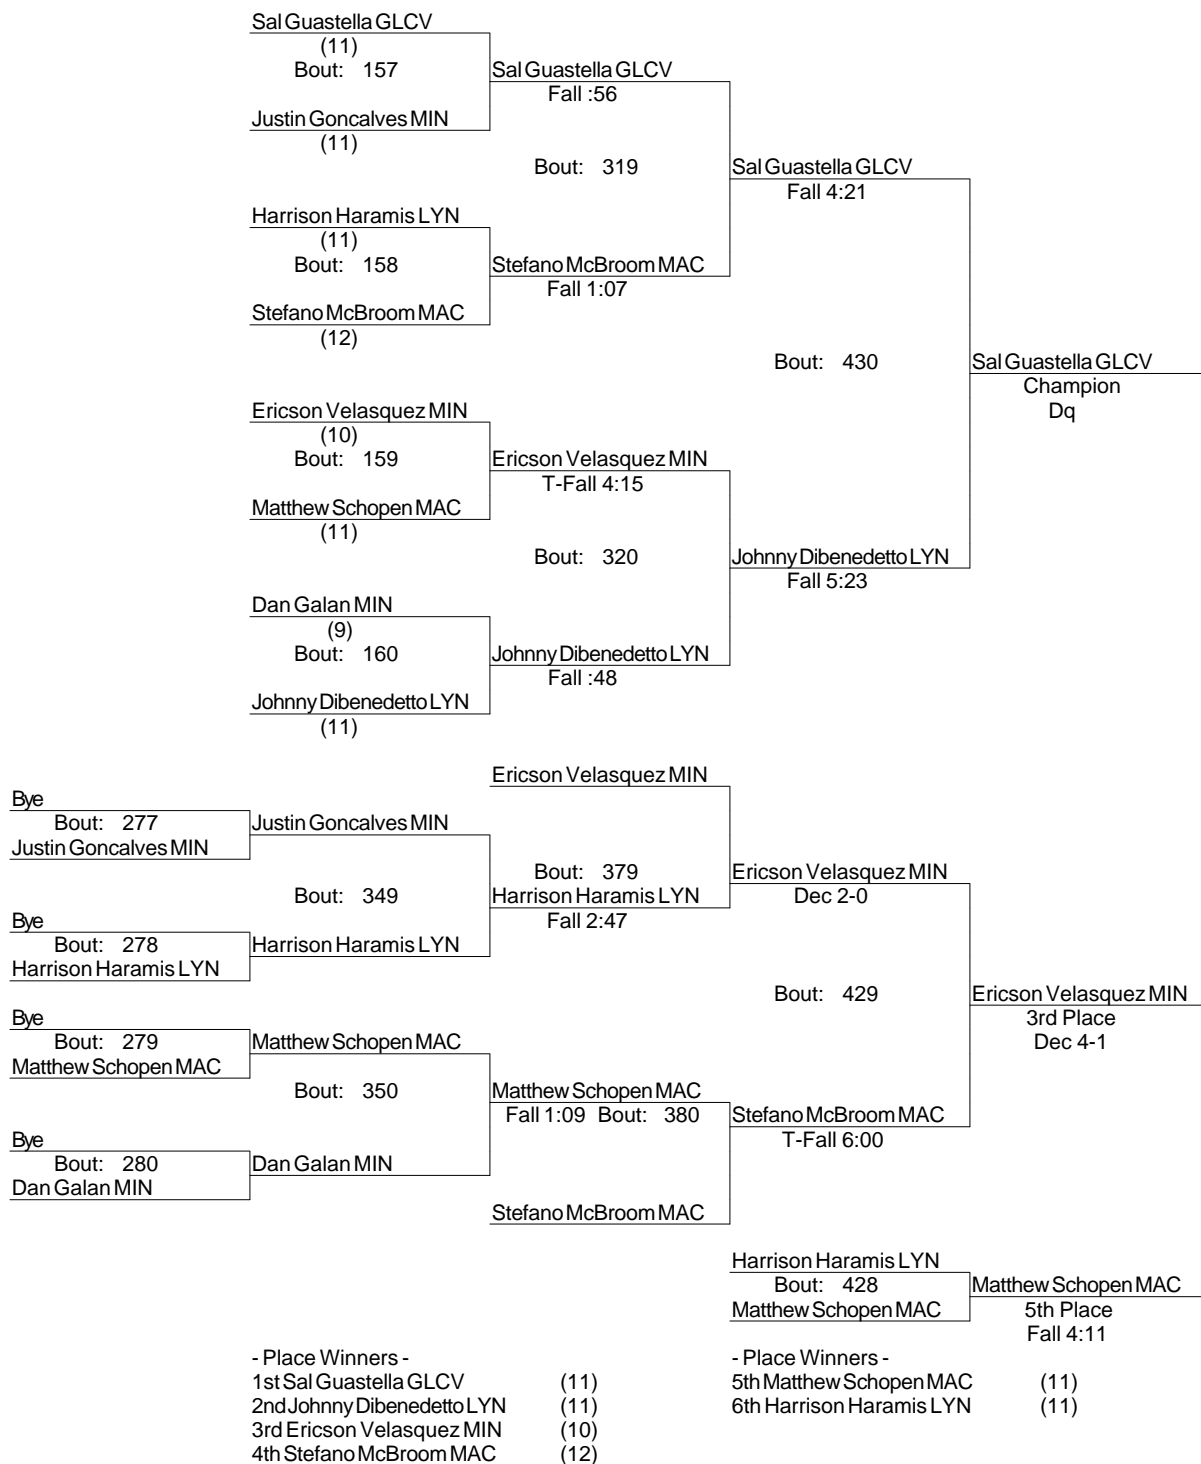 Sal Guastella GLCV
(11)
Bout: 157
Sal Guastella GLCV
Fall :56
Justin Goncalves MIN
(11)
Bout: 319
Sal Guastella GLCV
Fall 4:21
Harrison Haramis LYN
(11)
Bout: 158
Stefano McBroom MAC
Fall 1:07
Stefano McBroom MAC
(12)
Bout: 430
Sal Guastella GLCV
Champion
Dq
Ericson Velasquez MIN
(10)
Bout: 159
Ericson Velasquez MIN
T-Fall 4:15
Matthew Schopen MAC
(11)
Bout: 320
Johnny Dibenedetto LYN
Fall 5:23
Dan Galan MIN
(9)
Bout: 160
Johnny Dibenedetto LYN
Fall :48
Johnny Dibenedetto LYN
(11)
Ericson Velasquez MIN
Bye
Bout: 277
Justin Goncalves MIN
Justin Goncalves MIN
Bout: 379
Ericson Velasquez MIN
Dec 2-0
Bout: 349
Harrison Haramis LYN
Fall 2:47
Bye
Bout: 278
Harrison Haramis LYN
Harrison Haramis LYN
Bout: 429
Ericson Velasquez MIN
3rd Place
Dec 4-1
Bye
Bout: 279
Matthew Schopen MAC
Matthew Schopen MAC
Bout: 350
Matthew Schopen MAC
Fall 1:09 Bout: 380
Stefano McBroom MAC
T-Fall 6:00
Bye
Bout: 280
Dan Galan MIN
Dan Galan MIN
Stefano McBroom MAC
Harrison Haramis LYN
Bout: 428
Matthew Schopen MAC
Matthew Schopen MAC
5th Place
Fall 4:11
- Place Winners -
1st Sal Guastella GLCV (11)
2nd Johnny Dibenedetto LYN (11)
3rd Ericson Velasquez MIN (10)
4th Stefano McBroom MAC (12)
- Place Winners -
5th Matthew Schopen MAC (11)
6th Harrison Haramis LYN (11)